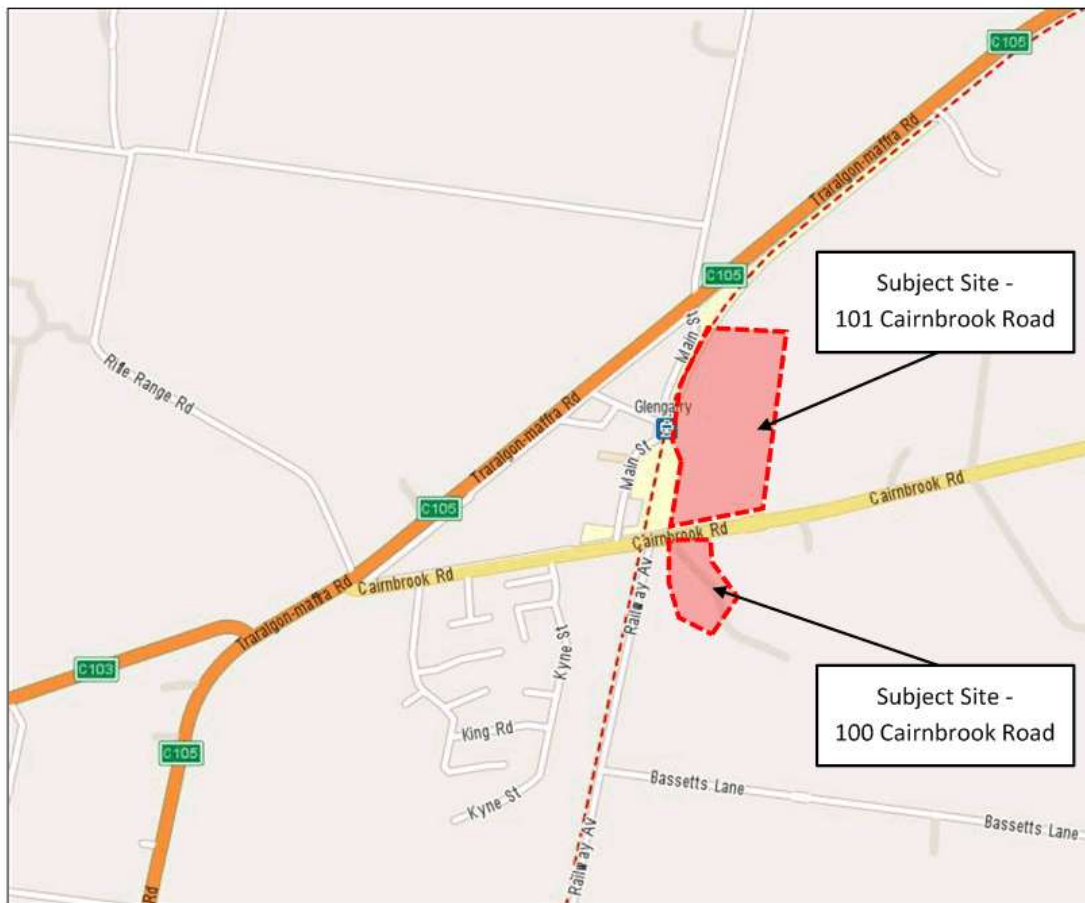 C105
Traralgon-maffra Rd
C105
Subject Site -
101 Cairnbrook Road
Main St
Rifle Range Rd
Traralgon-maffra Rd
Glengarry
Main St
C105
Cairnbrook Rd
Cairnbrook Rd
Cairnbrook Rd
Traralgon-maffra Rd
Railway Av
Kyne St
C103
Subject Site -
100 Cairnbrook Road
King Rd
C105
Bassetts Lane
Kyne St
Bassetts Lane
Railway Av
Rd